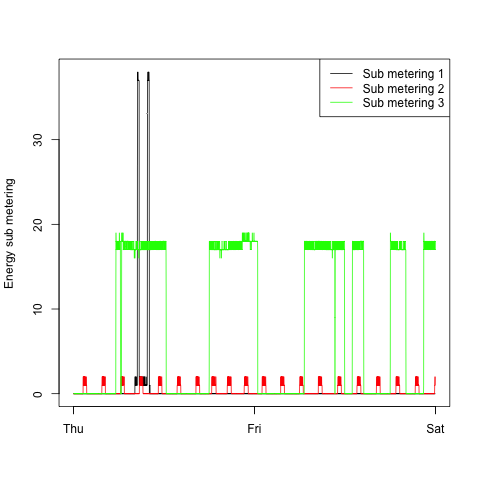 Sub metering 1
Sub metering 2
Sub metering 3
Energy sub metering
30
20
10
0
Thu Fri Sat